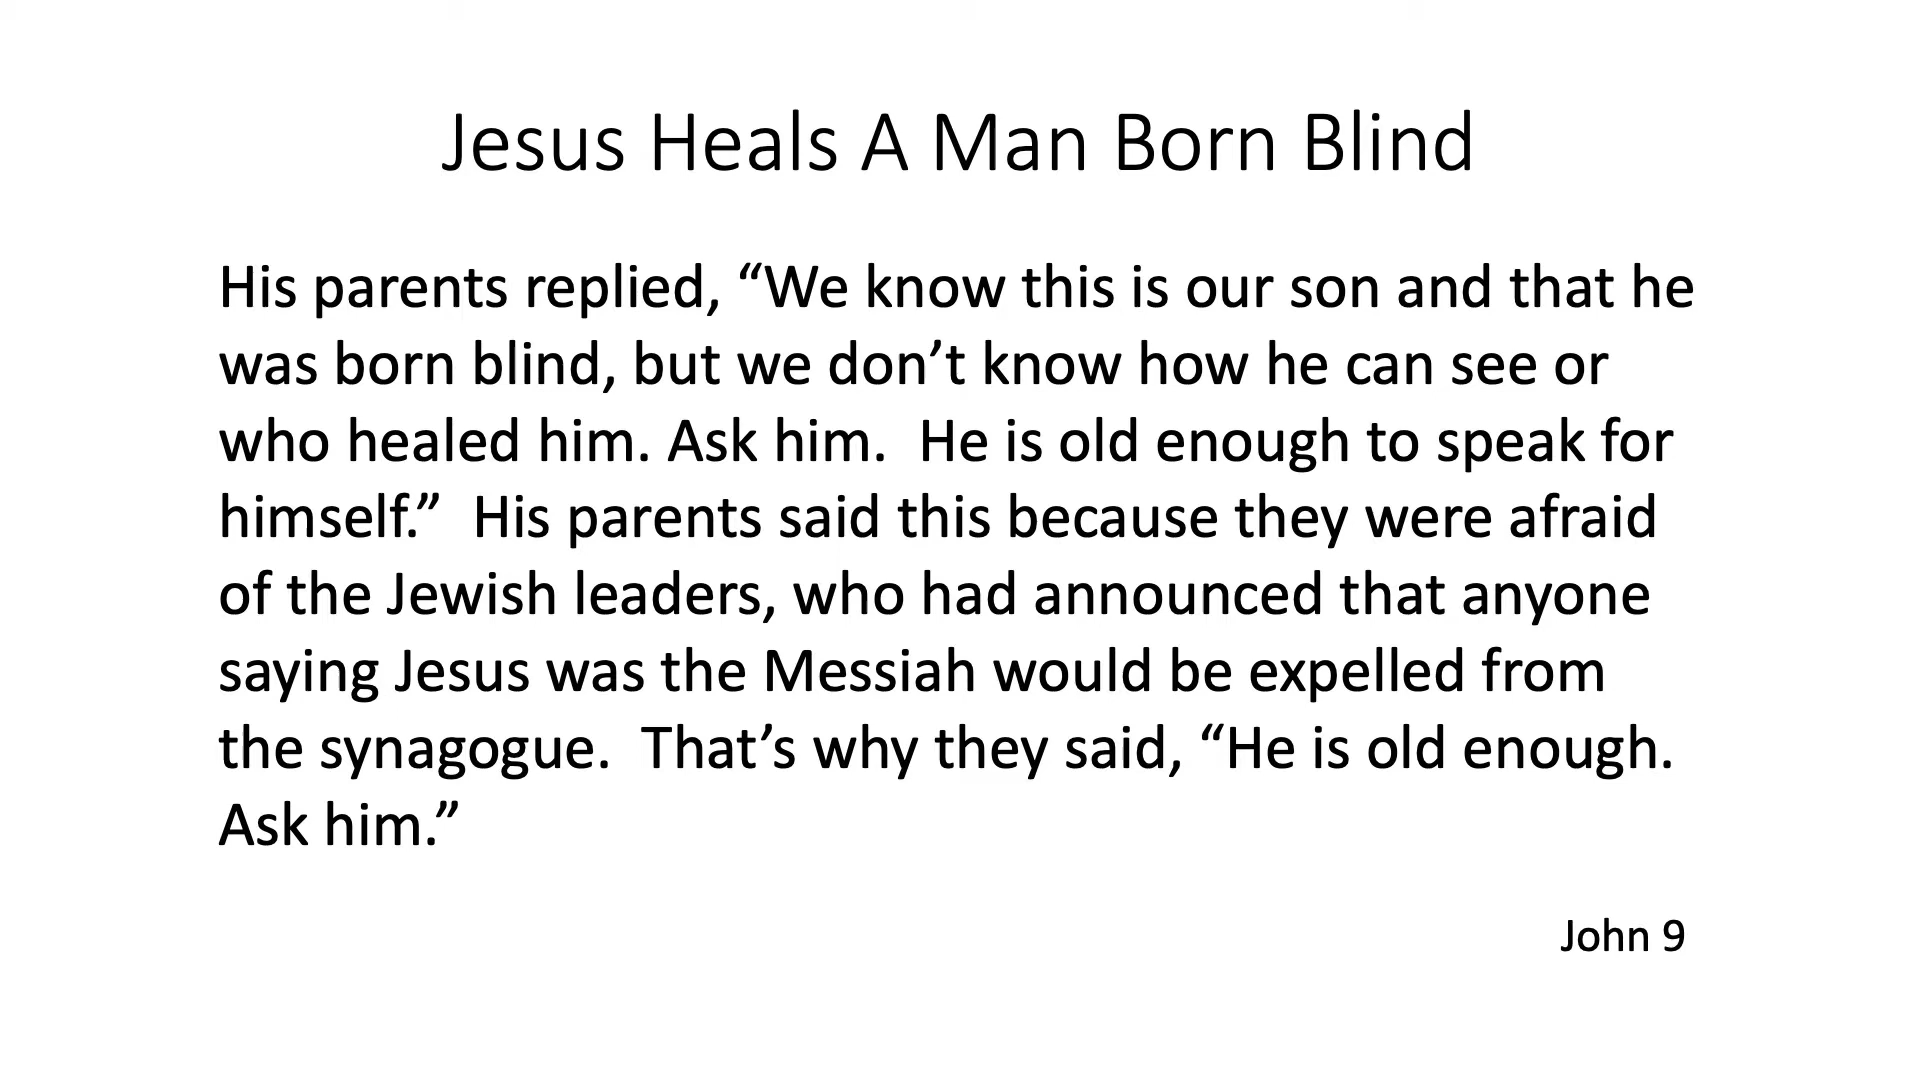 Jesus Heals A Man Born Blind
His parents replied, “We know this is our son and that he
was born blind, but we don’t know how he can see or
who healed him. Ask him.  He is old enough to speak for
himself.”  His parents said this because they were afraid
of the Jewish leaders, who had announced that anyone
saying Jesus was the Messiah would be expelled from
the synagogue.  That’s why they said, “He is old enough.
Ask him.”
John 9